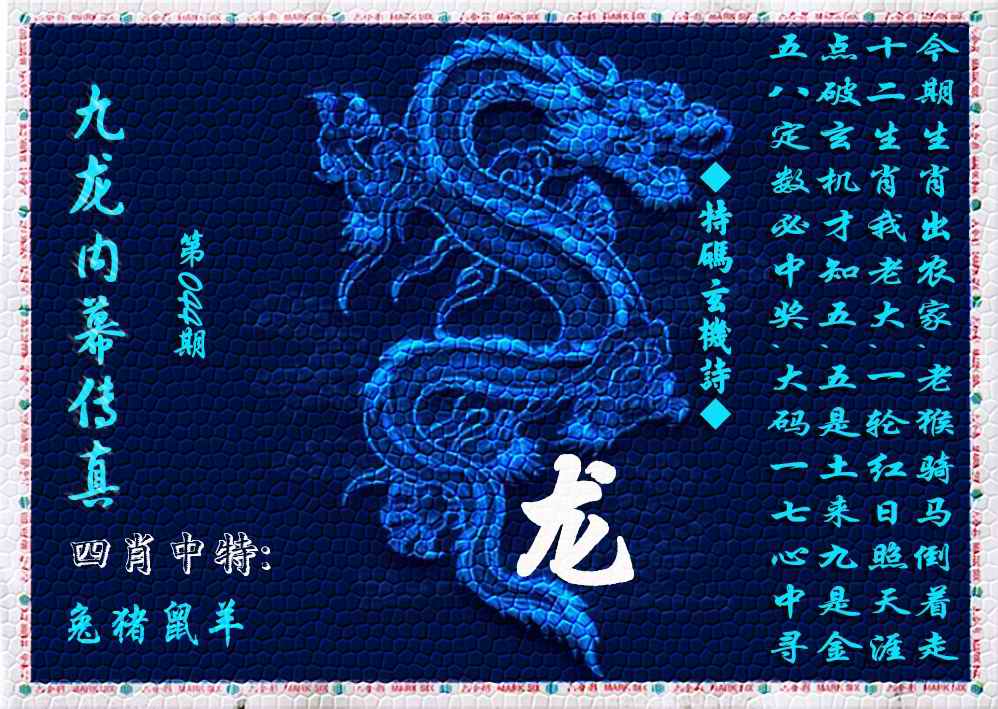 九龙内幕传真
第044期
四肖中特:
兔猪鼠羊
龙
◆特碼玄機詩◆
今期生肖出农家、老猴骑马倒着走
十二生肖我老大、一轮红日照天涯
点破玄机才知五、五是土来九是金
五八定数必中奖、大码一七心中寻